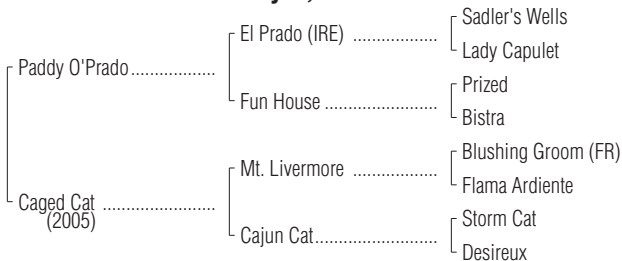 Sadler's Wells
El Prado (IRE) ....................
Lady Capulet
Paddy O'Prado....................
Prized
Fun House ..........................
Bistra
Blushing Groom (FR)
Mt. Livermore ....................
Flama Ardiente
Caged Cat ..........................
(2005)
Storm Cat
Cajun Cat............................
Desireux